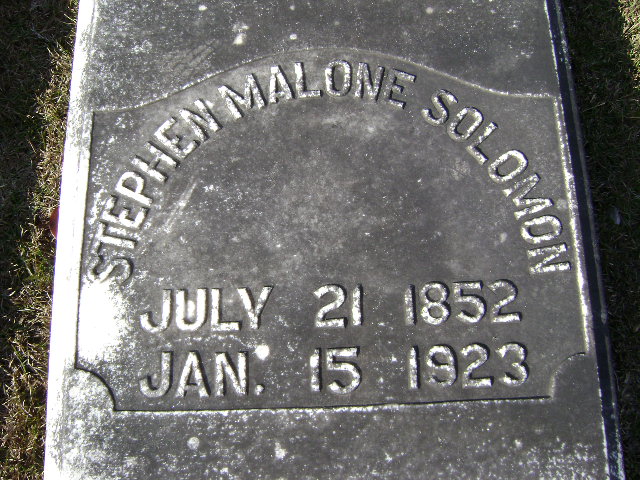 STEPHEN MALONE SOLOMON
JULY 21 1852
JAN. 15 1923